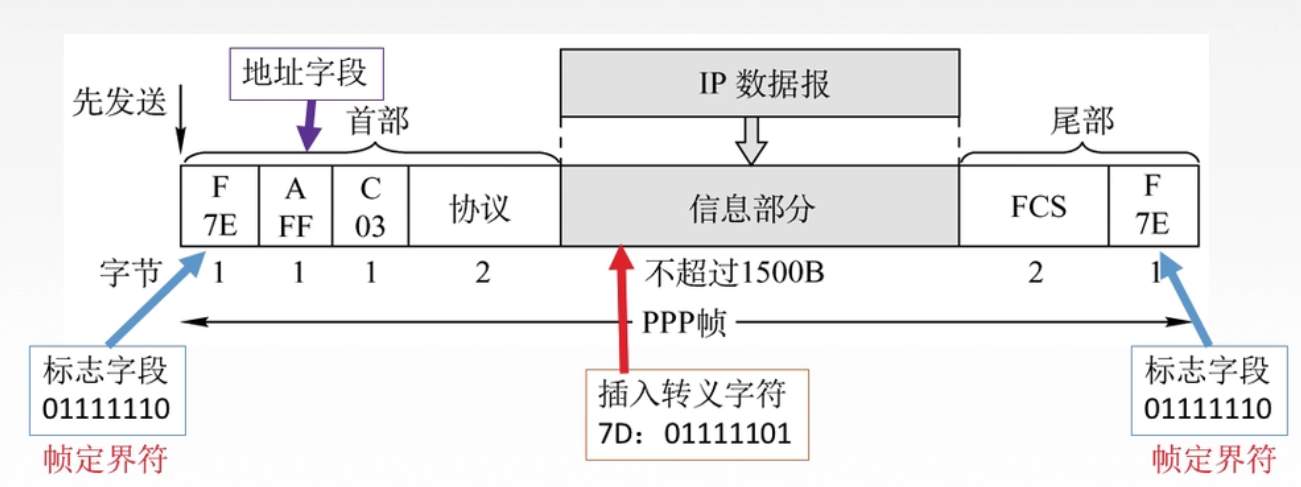 地址字段
IP 数据报
先发送
首部
尾部
F
7E
A
FF
C
03
协议
信息部分
FCS
F
7E
字节
1
1
1
2
不超过1500B
2
1
PPP帧
标志字段
01111110
帧定界符
插入转义字符
7D：01111101
标志字段
01111110
帧定界符